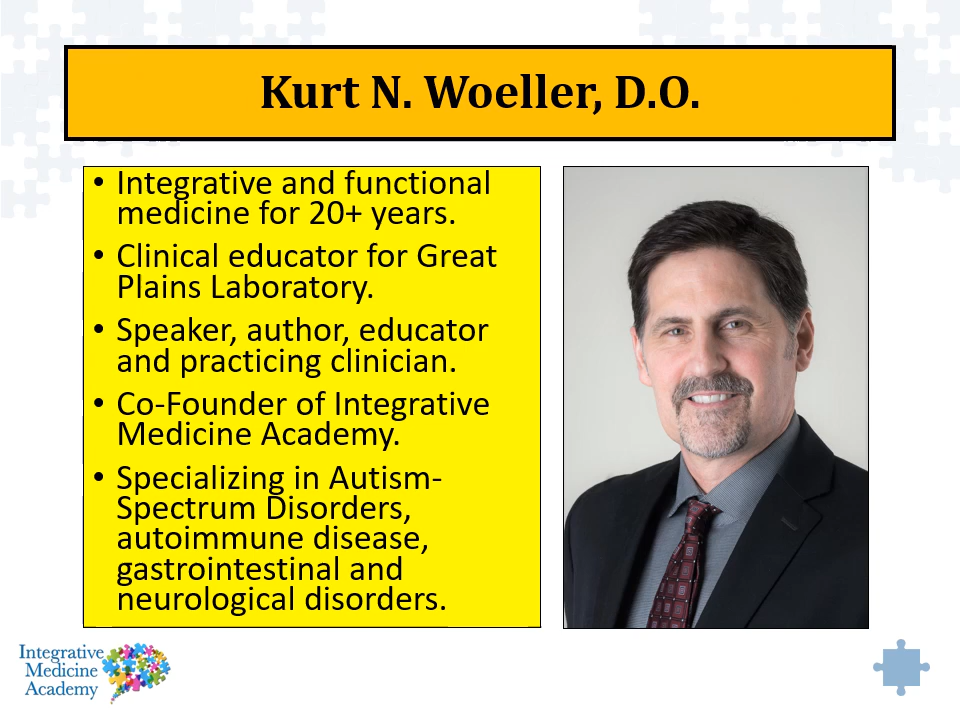 Kurt N. Woeller, D.O.
• Integrative and functional
medicine for 20+ years.
• Clinical educator for Great
Plains Laboratory.
• Speaker, author, educator
and practicing clinician.
• Co-Founder of Integrative
Medicine Academy.
• Specializing in Autism-
Spectrum Disorders,
autoimmune disease,
gastrointestinal and
neurological disorders.
Integrative
Medicine
Academy